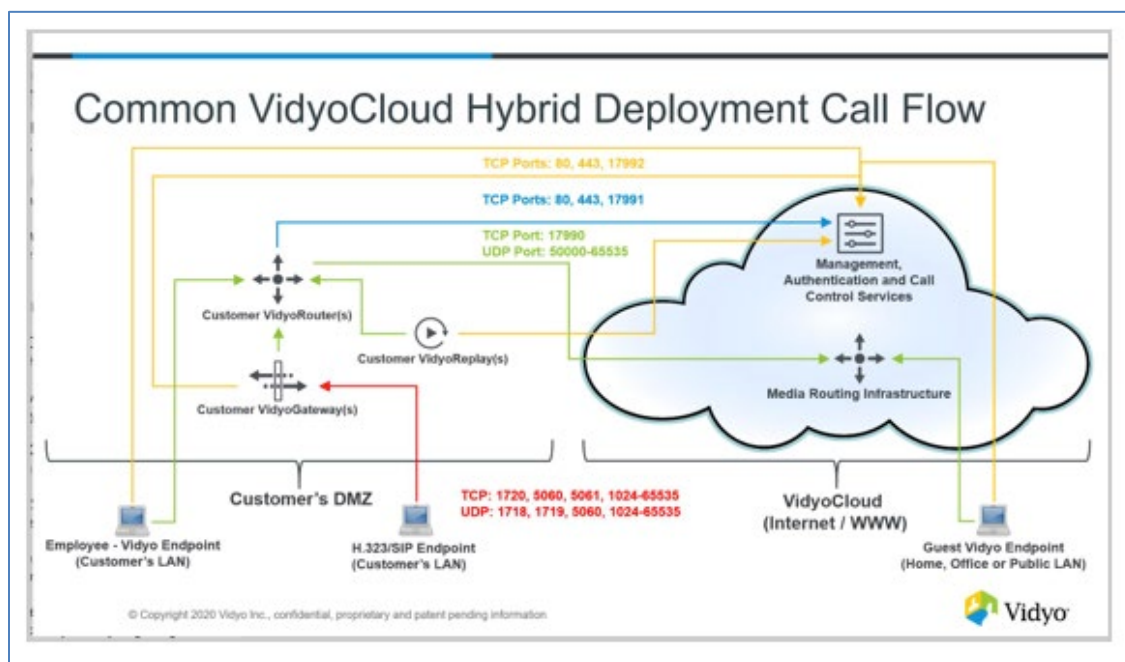 Common VidyoCloud Hybrid Deployment Call Flow
TCP Ports: 80, 443, 17992
TCP Ports: 80, 443, 17991
TCP Port: 17990
UDP Port: 50000-65535
Management,
Authentication and Call
Control Services
Customer VidyoRouter(s)
Customer VidyoReplay(s)
Media Routing Infrastructure
Customer VidyoGateway(s)
Customer's DMZ
TCP: 1720, 5060, 5061, 1024-65535
UDP: 1718, 1719, 5060, 1024-65535
VidyoCloud
(Internet / WWW)
Employee - Vidyo Endpoint
(Customer's LAN)
H.323/SIP Endpoint
(Customer's LAN)
Guest Vidyo Endpoint
(Home, Office or Public LAN)
© Copyright 2020 Vidyo Inc., confidential, proprietary and patent pending information
Vidyo